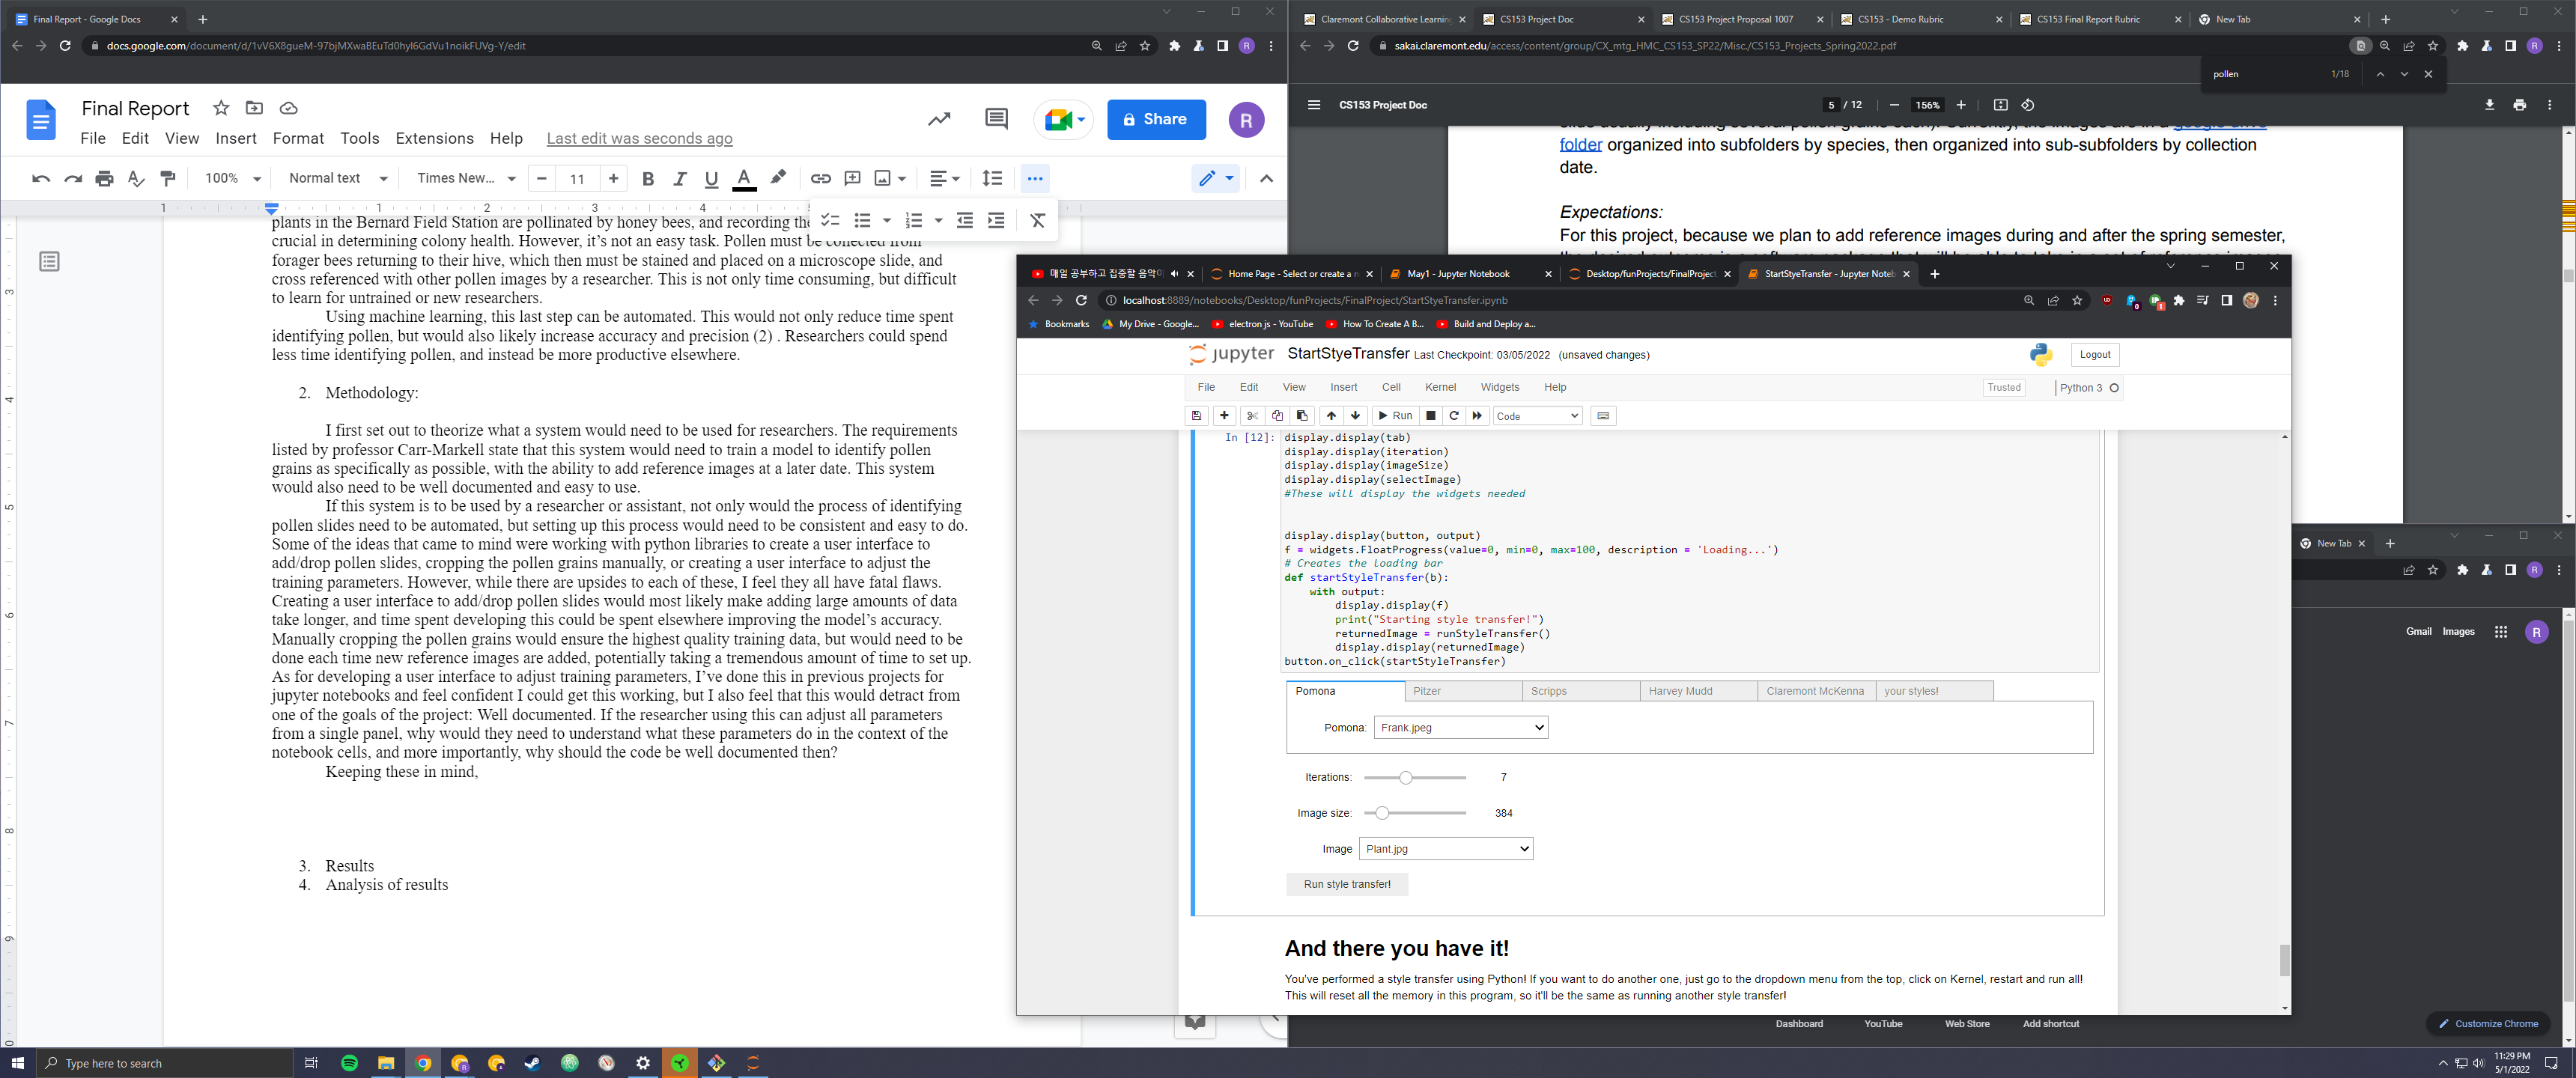 Final Report - Google Docs
docs.google.com/document/d/1vV6X8gueM-97bjMXwaBEuTd0hyI6GdVu1noikFUVg-Y/edit
Final Report
File Edit View Insert Format Tools Extensions Help Last edit was seconds ago
Share
R
100% Normal text Times New... 11
plants in the Bernard Field Station are pollinated by honey bees, and recording the
crucial in determining colony health. However, it's not an easy task. Pollen must be collected from
forager bees returning to their hive, which then must be stained and placed on a microscope slide, and
cross referenced with other pollen images by a researcher. This is not only time consuming, but difficult
to learn for untrained or new researchers.
Using machine learning, this last step can be automated. This would not only reduce time spent
identifying pollen, but would also likely increase accuracy and precision (2) . Researchers could spend
less time identifying pollen, and instead be more productive elsewhere.
2. Methodology:
I first set out to theorize what a system would need to be used for researchers. The requirements
listed by professor Carr-Markell state that this system would need to train a model to identify pollen
grains as specifically as possible, with the ability to add reference images at a later date. This system
would also need to be well documented and easy to use.
If this system is to be used by a researcher or assistant, not only would the process of identifying
pollen slides need to be automated, but setting up this process would need to be consistent and easy to do.
Some of the ideas that came to mind were working with python libraries to create a user interface to
add/drop pollen slides, cropping the pollen grains manually, or creating a user interface to adjust the
training parameters. However, while there are upsides to each of these, I feel they all have fatal flaws.
Creating a user interface to add/drop pollen slides would most likely make adding large amounts of data
take longer, and time spent developing this could be spent elsewhere improving the model's accuracy.
Manually cropping the pollen grains would ensure the highest quality training data, but would need to be
done each time new reference images are added, potentially taking a tremendous amount of time to set up.
As for developing a user interface to adjust training parameters, I've done this in previous projects for
jupyter notebooks and feel confident I could get this working, but I also feel that this would detract from
one of the goals of the project: Well documented. If the researcher using this can adjust all parameters
from a single panel, why would they need to understand what these parameters do in the context of the
notebook cells, and more importantly, why should the code be well documented then?
Keeping these in mind,
3. Results
4. Analysis of results
Claremont Collaborative Learning CS153 Project Doc CS153 Project Proposal 1007 CS153 - Demo Rubric CS153 Final Report Rubric New Tab
sakai.claremont.edu/access/content/group/CX_mtg_HMC_CS153_SP22/Misc./CS153_Projects_Spring2022.pdf
pollen 1/18
CS153 Project Doc 5 / 12 156%
folder organized into subfolders by species, then organized into sub-subfolders by collection
date.
Expectations:
For this project, because we plan to add reference images during and after the spring semester,
매일 공부하고 집중할 음악이 Home Page - Select or create a n May1 - Jupyter Notebook Desktop/funProjects/FinalProject StartStyeTransfer - Jupyter Noteb
localhost:8889/notebooks/Desktop/funProjects/FinalProject/StartStyeTransfer.ipynb
Bookmarks My Drive - Google... electron js - YouTube How To Create A B... Build and Deploy a...
jupyter StartStyeTransfer Last Checkpoint: 03/05/2022 (unsaved changes)
Logout
File Edit View Insert Cell Kernel Widgets Help
Trusted Python 3
Run Code
In [12]: display.display(tab)
display.display(iteration)
display.display(imageSize)
display.display(selectImage)
#These will display the widgets needed
display.display(button, output)
f = widgets.FloatProgress(value=0, min=0, max=100, description = 'Loading...')
# Creates the loading bar
def startStyleTransfer(b):
with output:
display.display(f)
print("Starting style transfer!")
returnedImage = runStyleTransfer()
display.display(returnedImage)
button.on_click(startStyleTransfer)
Pomona Pitzer Scripps Harvey Mudd Claremont McKenna your styles!
Pomona: Frank.jpeg
Iterations: 7
Image size: 384
Image Plant.jpg
Run style transfer!
And there you have it!
You've performed a style transfer using Python! If you want to do another one, just go to the dropdown menu from the top, click on Kernel, restart and run all!
This will reset all the memory in this program, so it'll be the same as running another style transfer!
New Tab
Gmail Images
R
Dashboard YouTube Web Store Add shortcut
Customize Chrome
Type here to search
11:29 PM
5/1/2022